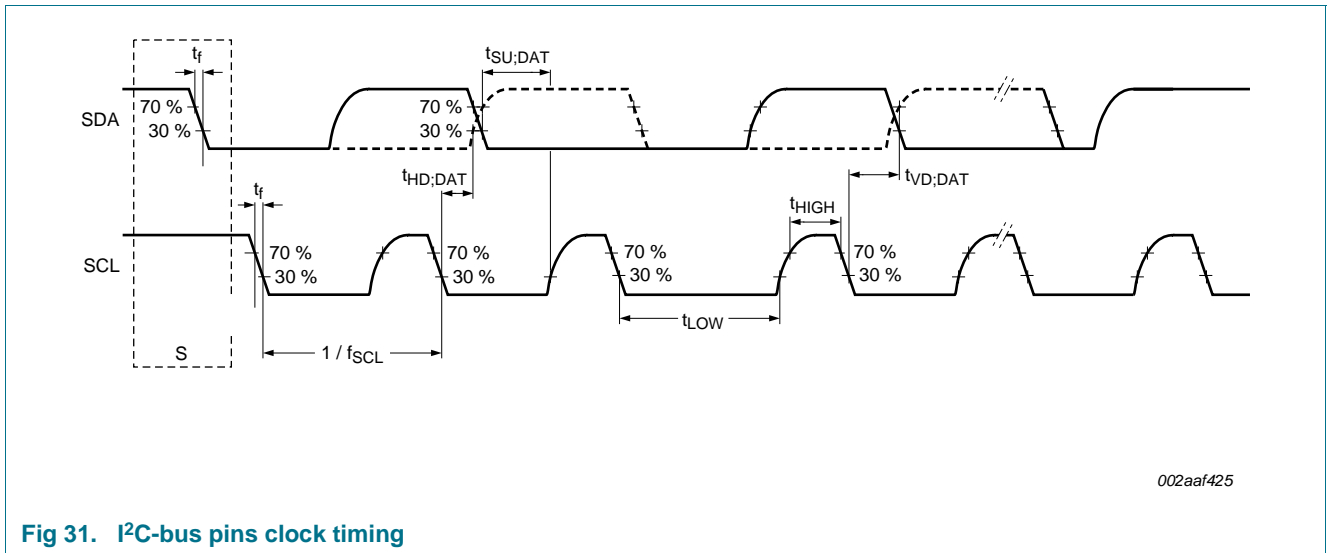 tf
tSU;DAT
70 %
30 %
SDA
70 %
30 %
tHD;DAT
tf
tVD;DAT
tHIGH
SCL
70 %
30 %
70 %
30 %
70 %
30 %
70 %
30 %
tLOW
S
1 / fSCL
002aaf425
Fig 31. I²C-bus pins clock timing